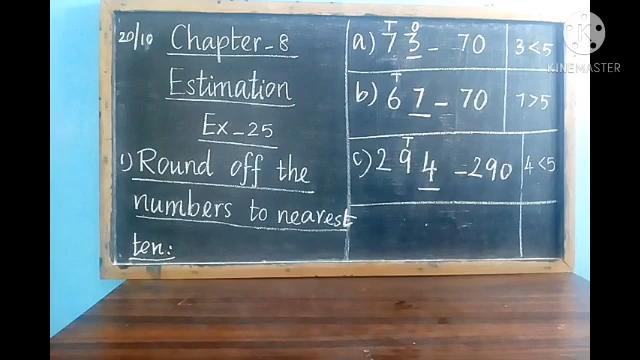 20/10 Chapter-8
Estimation
Ex-25
1) Round off the
numbers to nearest
ten:
T O
a) 73 - 70 3<5
T
b) 67 - 70 7>5
T
c) 294 - 290 4<5
KINEMASTER